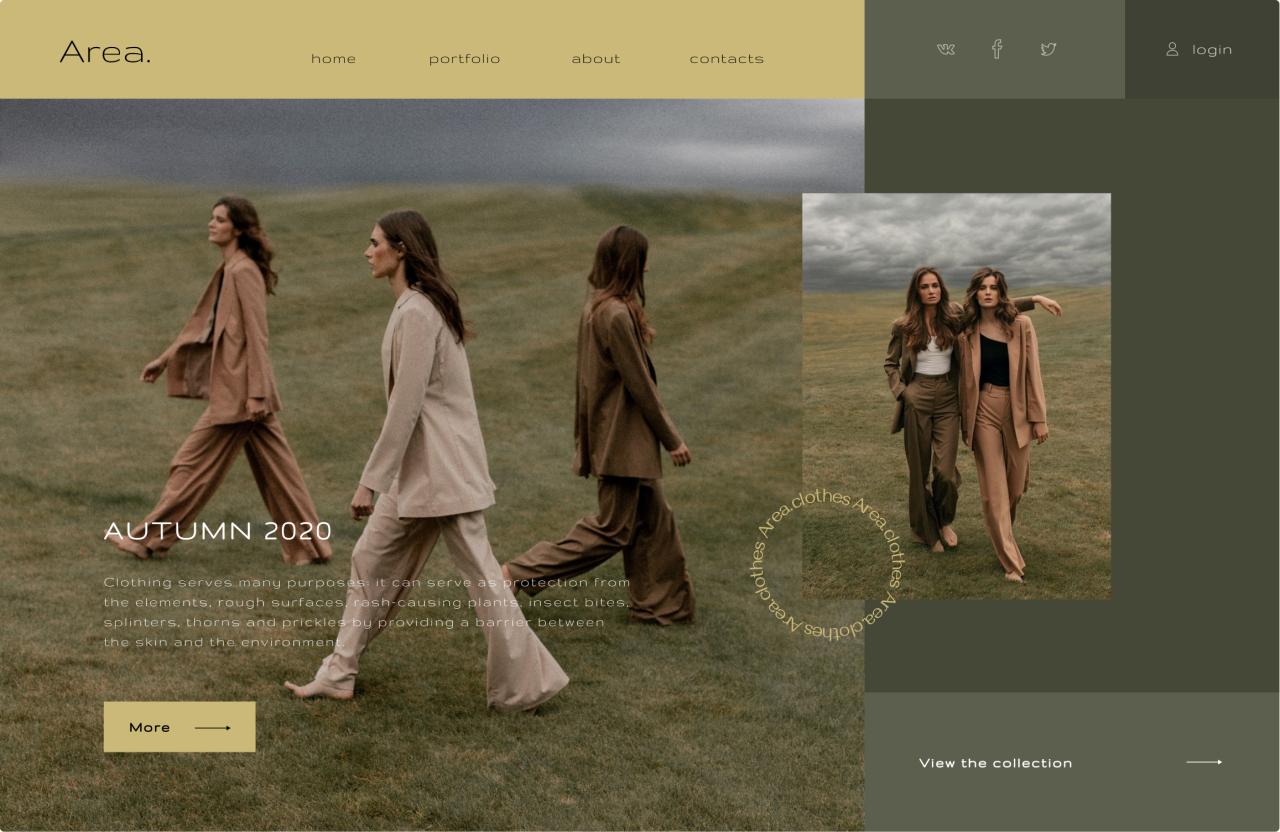 Area.
home
portfolio
about
contacts
login
AUTUMN 2020
Clothing serves many purposes: it can serve as protection from
the elements, rough surfaces, rash-causing plants, insect bites,
splinters, thorns and prickles by providing a barrier between
the skin and the environment.
More
Area.clothes Area.clothes Area.clothes Area.clothes
View the collection